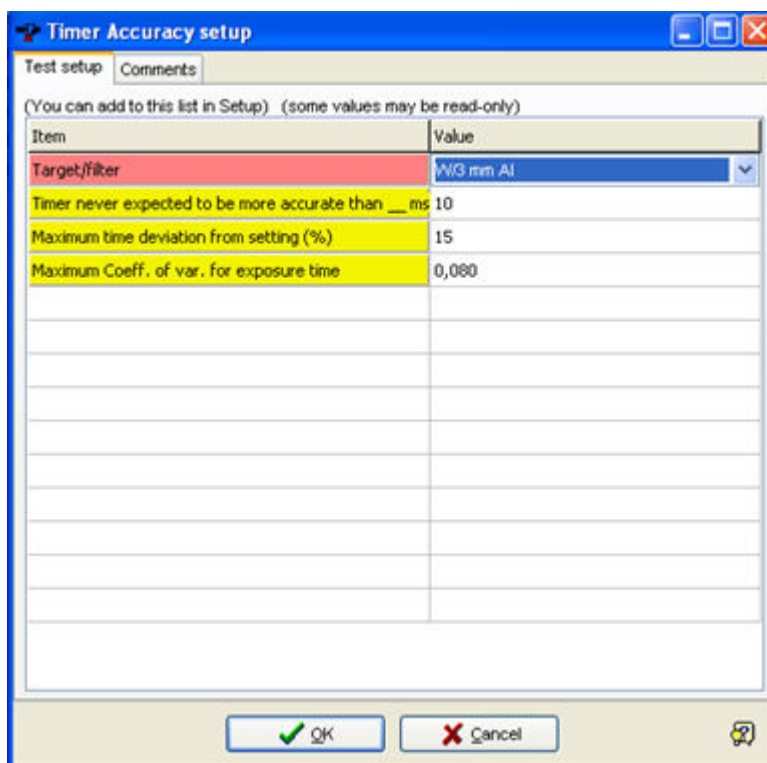 Timer Accuracy setup
Test setup Comments
(You can add to this list in Setup) (some values may be read-only)
Item Value
Target/filter W/3 mm Al
Timer never expected to be more accurate than __ ms 10
Maximum time deviation from setting (%) 15
Maximum Coeff. of var. for exposure time 0,080
OK Cancel